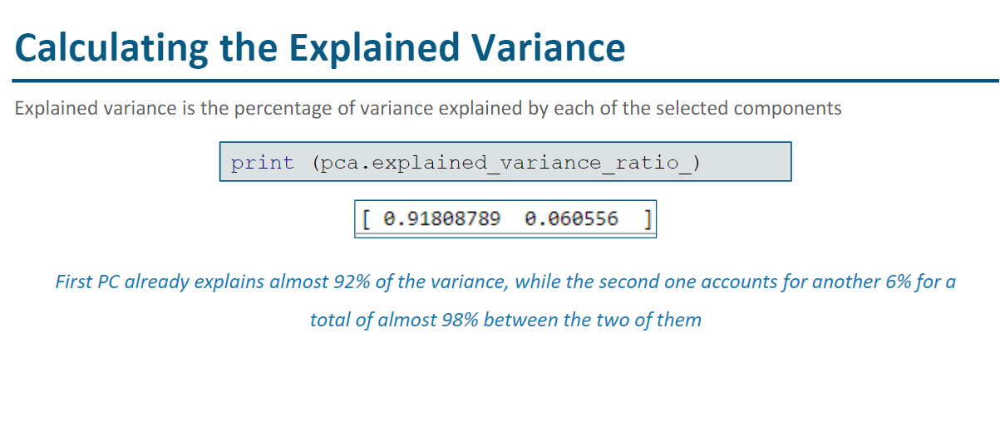 Calculating the Explained Variance
Explained variance is the percentage of variance explained by each of the selected components
print (pca.explained_variance_ratio_)
[ 0.91808789  0.060556  ]
First PC already explains almost 92% of the variance, while the second one accounts for another 6% for a
total of almost 98% between the two of them